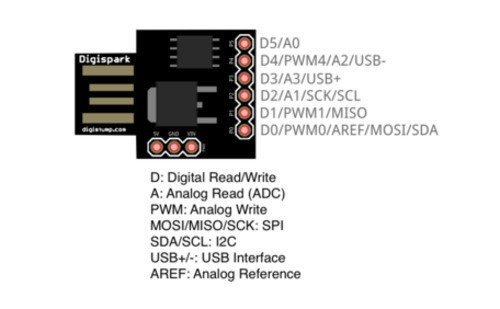 Digispark
digistump.com
P5
P4
P3
P2
P1
P0
5V GND VIN
D5/A0
D4/PWM4/A2/USB-
D3/A3/USB+
D2/A1/SCK/SCL
D1/PWM1/MISO
D0/PWM0/AREF/MOSI/SDA
D: Digital Read/Write
A: Analog Read (ADC)
PWM: Analog Write
MOSI/MISO/SCK: SPI
SDA/SCL: I2C
USB+/-: USB Interface
AREF: Analog Reference